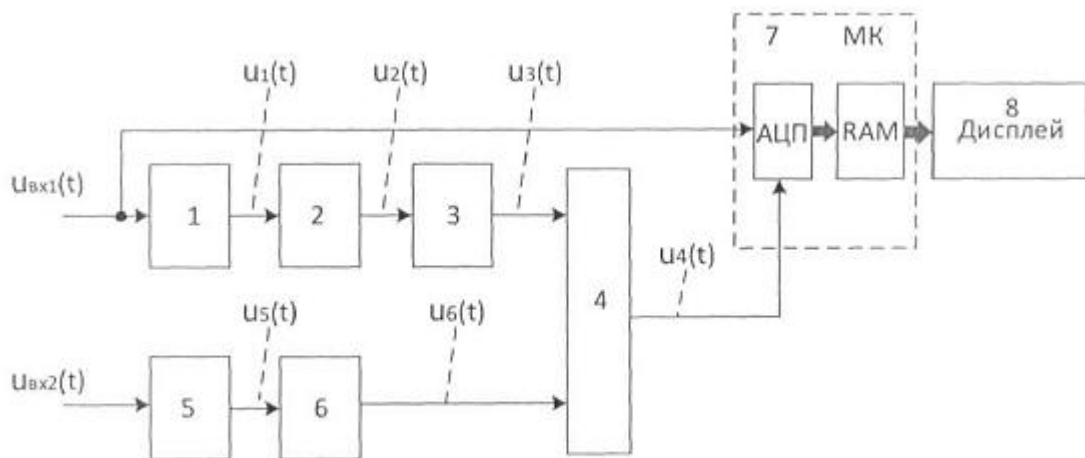 7 МК
u1(t) u2(t) u3(t)
АЦП RAM 8
Дисплей
uвх1(t)
1 2 3
u4(t)
4
u5(t) u6(t)
uвх2(t)
5 6